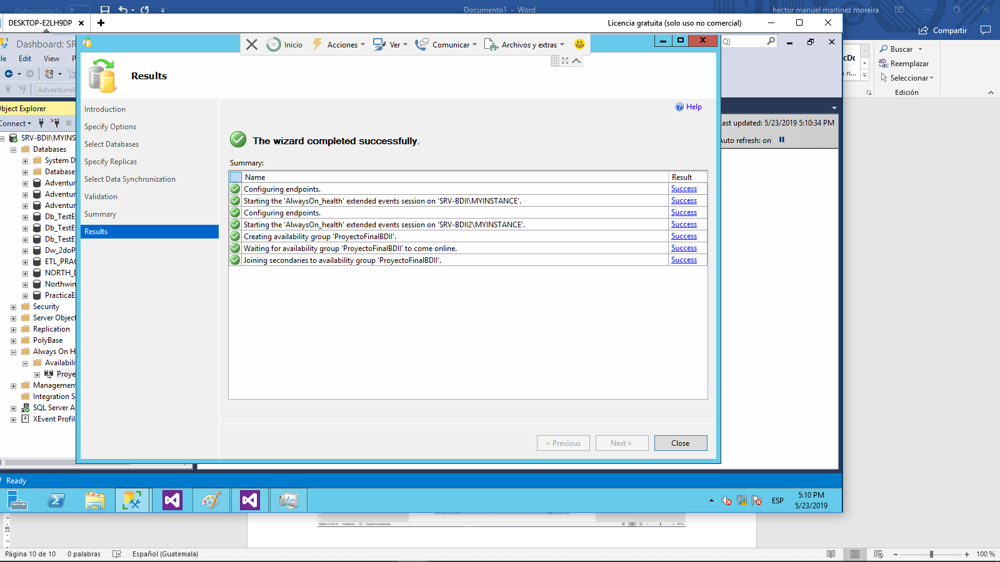 Autoguardado
Documento1 - Word
hector manuel martinez moreira
DESKTOP-E2LH9DP
Licencia gratuita (solo uso no comercial)
Compartir
Dashboard: SR
Inicio
Acciones
Ver
Comunicar
Archivos y extras
Q)
Edit
View
AdventureW
Buscar
Reemplazar
Seleccionar
Edición
Results
bject Explorer
Connect
SRV-BDII\MYINS
Databases
System D
Database
Adventur
Adventur
Adventur
Db_TestE
Db_TestE
Db_TestE
Dw_2doP
ETL_PRAC
NORTH_D
Northwin
PracticaEx
Security
Server Object
Replication
PolyBase
Always On H
Availabili
Proye
Management
Integration S
SQL Server A
XEvent Profil
Introduction
Specify Options
Select Databases
Specify Replicas
Select Data Synchronization
Validation
Summary
Results
Help
The wizard completed successfully.
Summary:
Name Result
Configuring endpoints. Success
Starting the 'AlwaysOn_health' extended events session on 'SRV-BDII\MYINSTANCE'. Success
Configuring endpoints. Success
Starting the 'AlwaysOn_health' extended events session on 'SRV-BDII2\MYINSTANCE'. Success
Creating availability group 'ProyectoFinalBDII'. Success
Waiting for availability group 'ProyectoFinalBDII' to come online. Success
Joining secondaries to availability group 'ProyectoFinalBDII'. Success
< Previous
Next >
Close
ast updated: 5/23/2019 5:10:34 PM
Auto refresh: on
Ready
ESP
5:10 PM
5/23/2019
18
Página 10 de 10
0 palabras
Español (Guatemala)
100 %